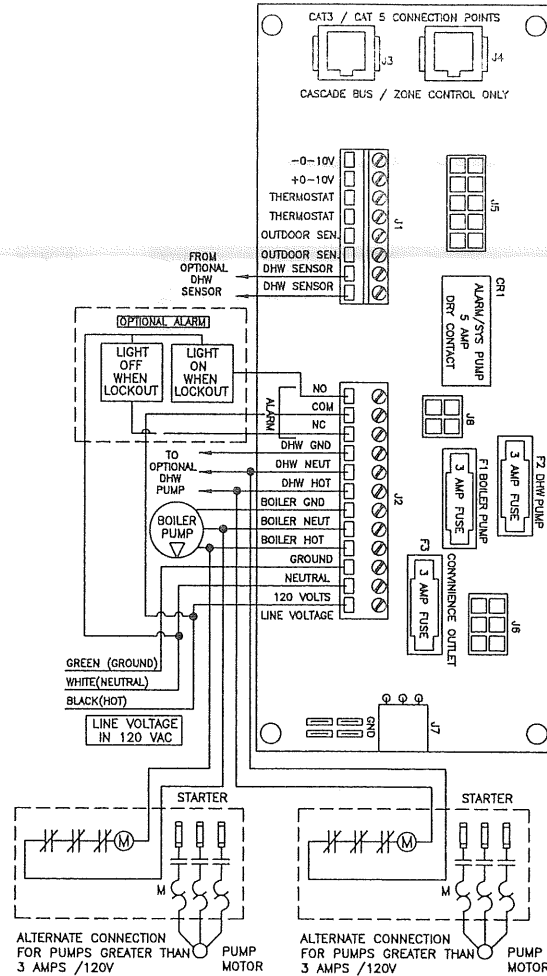 CAT3 / CAT 5 CONNECTION POINTS
J3
J4
CASCADE BUS / ZONE CONTROL ONLY
-0-10V
+0-10V
THERMOSTAT
THERMOSTAT
OUTDOOR SEN.
OUTDOOR SEN.
DHW SENSOR
DHW SENSOR
J1
J5
FROM
OPTIONAL
DHW
SENSOR
CR1
ALARM/SYS PUMP
5 AMP
DRY CONTACT
OPTIONAL ALARM
LIGHT
OFF
WHEN
LOCKOUT
LIGHT
ON
WHEN
LOCKOUT
ALARM
NO
COM
NC
DHW GND
DHW NEUT
DHW HOT
BOILER GND
BOILER NEUT
BOILER HOT
GROUND
NEUTRAL
120 VOLTS
LINE VOLTAGE
J2
J8
TO
OPTIONAL
DHW
PUMP
BOILER
PUMP
F1 BOILER PUMP
3 AMP FUSE
F2 DHW PUMP
3 AMP FUSE
F3
3 AMP FUSE
CONVINIENCE OUTLET
J6
GREEN (GROUND)
WHITE(NEUTRAL)
BLACK(HOT)
LINE VOLTAGE
IN 120 VAC
GND
J7
STARTER
M
M
ALTERNATE CONNECTION
FOR PUMPS GREATER THAN
3 AMPS /120V
PUMP
MOTOR
STARTER
M
M
ALTERNATE CONNECTION
FOR PUMPS GREATER THAN
3 AMPS /120V
PUMP
MOTOR